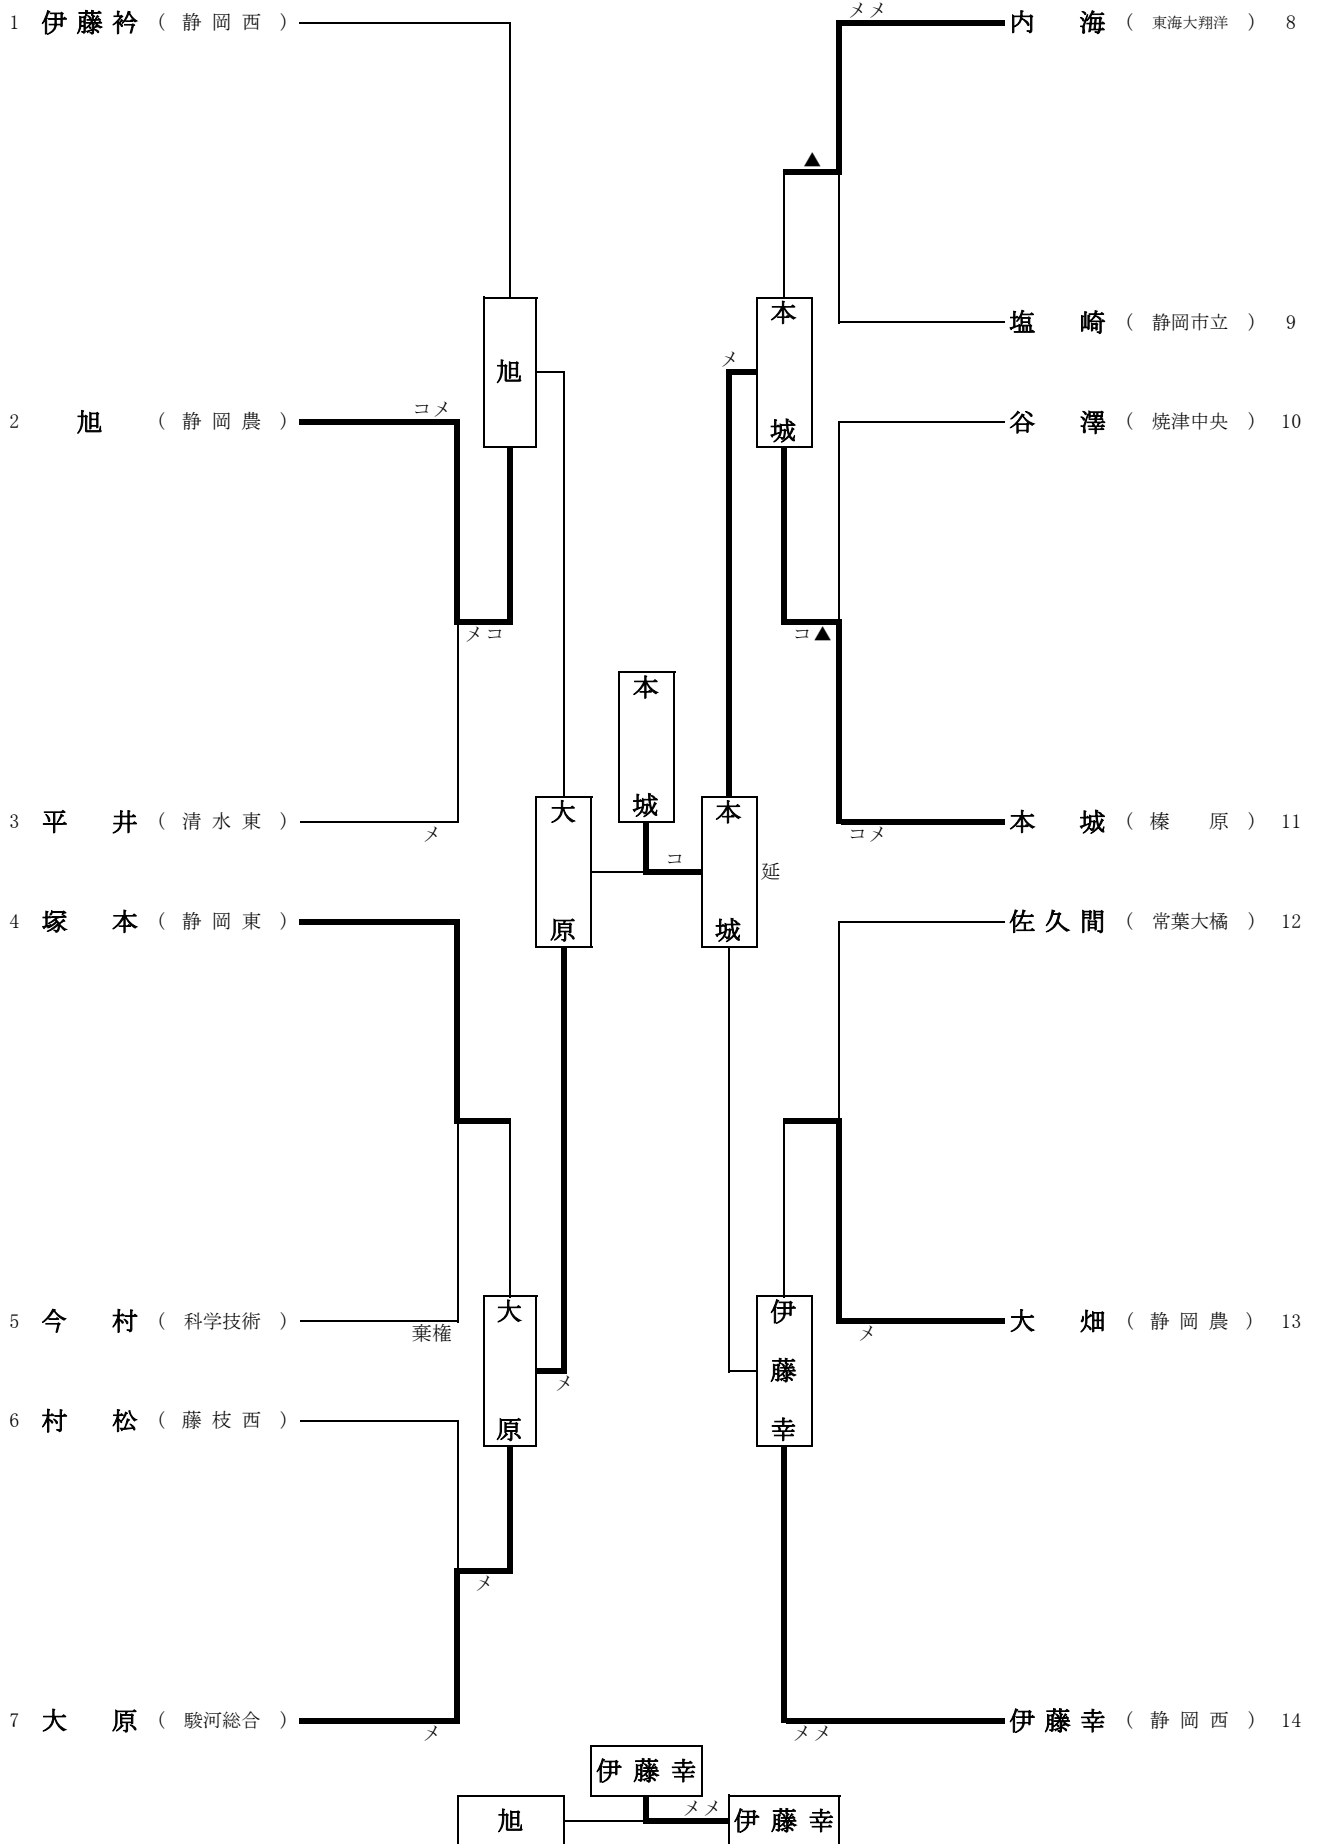 1 伊藤衿 ( 静岡西 )
メメ
内海 ( 東海大翔洋 ) 8
▲
旭
本城
塩崎 ( 静岡市立 ) 9
メ
2 旭 ( 静岡農 )
コメ
谷澤 ( 焼津中央 ) 10
メコ
コ▲
本城
3 平井 ( 清水東 )
メ
大原
コ
本城
延
コメ
本城 ( 榛原 ) 11
4 塚本 ( 静岡東 )
佐久間 ( 常葉大橘 ) 12
5 今村 ( 科学技術 )
棄権
大原
メ
伊藤幸
メ
大畑 ( 静岡農 ) 13
6 村松 ( 藤枝西 )
メ
7 大原 ( 駿河総合 )
メ
メメ
伊藤幸 ( 静岡西 ) 14
伊藤幸
旭
メメ
伊藤幸